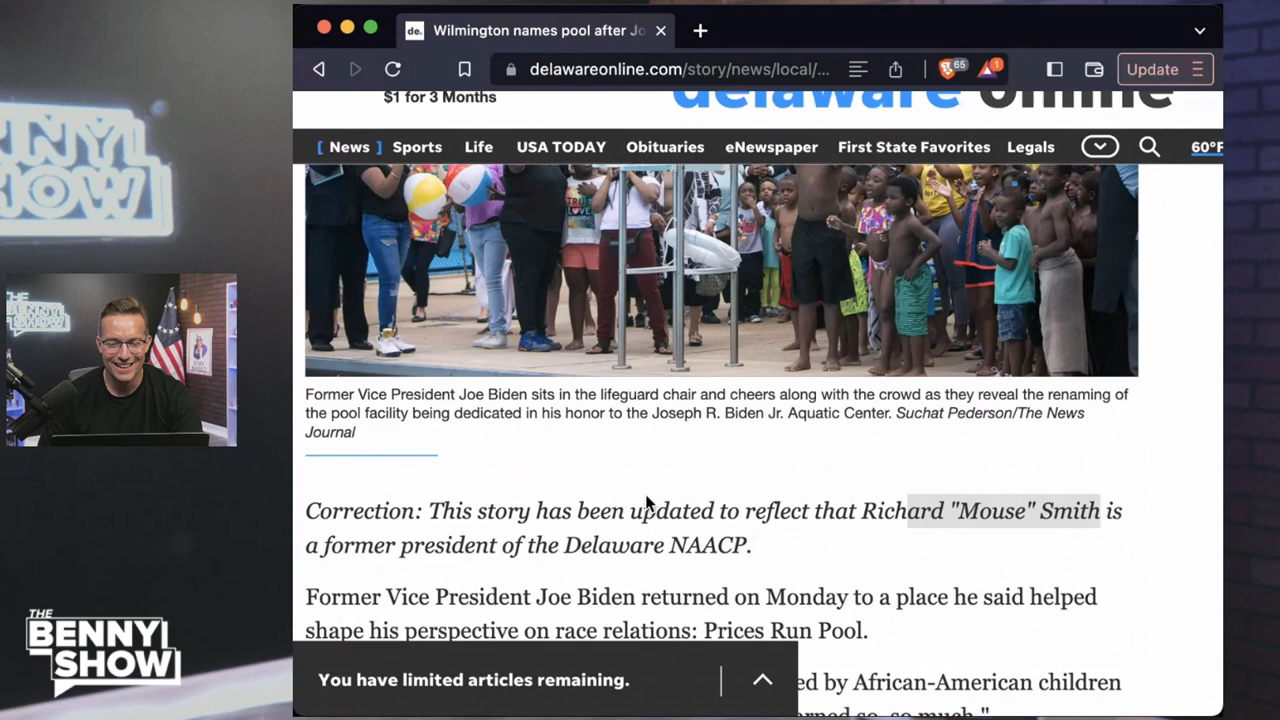 de. Wilmington names pool after Jo
delawareonline.com/story/news/local/...
65
1
Update
$1 for 3 Months
delaware online
[ News ] Sports Life USA TODAY Obituaries eNewspaper First State Favorites Legals 60°F
Former Vice President Joe Biden sits in the lifeguard chair and cheers along with the crowd as they reveal the renaming of
the pool facility being dedicated in his honor to the Joseph R. Biden Jr. Aquatic Center. Suchat Pederson/The News
Journal
Correction: This story has been updated to reflect that Richard "Mouse" Smith is
a former president of the Delaware NAACP.
Former Vice President Joe Biden returned on Monday to a place he said helped
shape his perspective on race relations: Prices Run Pool.
ed by African-American children
You have limited articles remaining.
THE
BENNY
SHOW